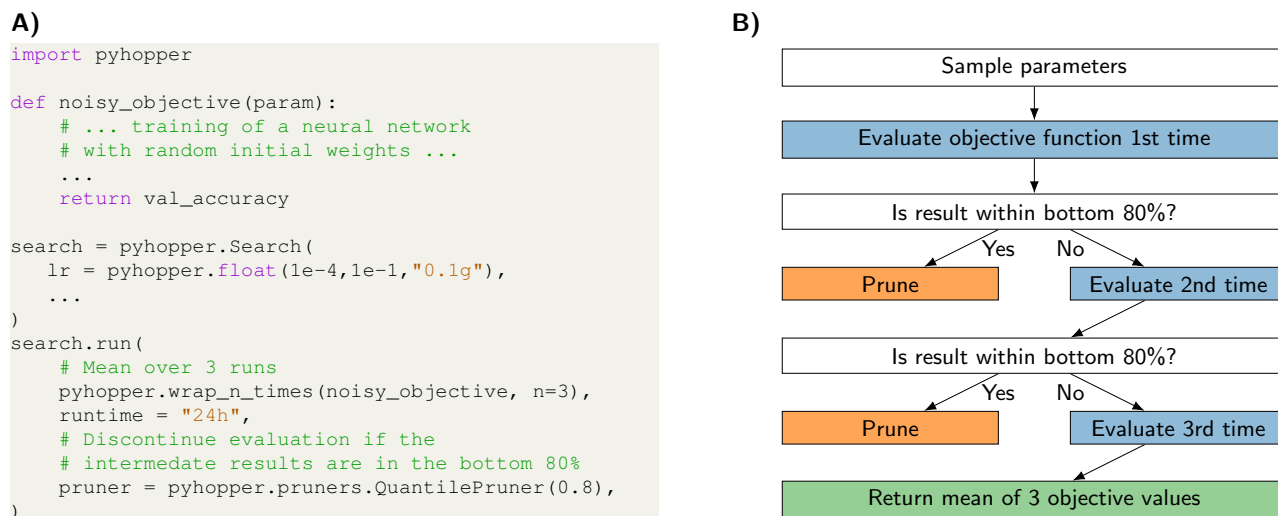 A)
import pyhopper
def noisy_objective(param):
# ... training of a neural network
# with random initial weights ...
...
return val_accuracy
search = pyhopper.Search(
lr = pyhopper.float(1e-4,1e-1,"0.1g"),
...
)
search.run(
# Mean over 3 runs
pyhopper.wrap_n_times(noisy_objective, n=3),
runtime = "24h",
# Discontinue evaluation if the
# intermedate results are in the bottom 80%
pruner = pyhopper.pruners.QuantilePruner(0.8),
)
B)
Sample parameters
Evaluate objective function 1st time
Is result within bottom 80%?
Yes No
Prune Evaluate 2nd time
Is result within bottom 80%?
Yes No
Prune Evaluate 3rd time
Return mean of 3 objective values